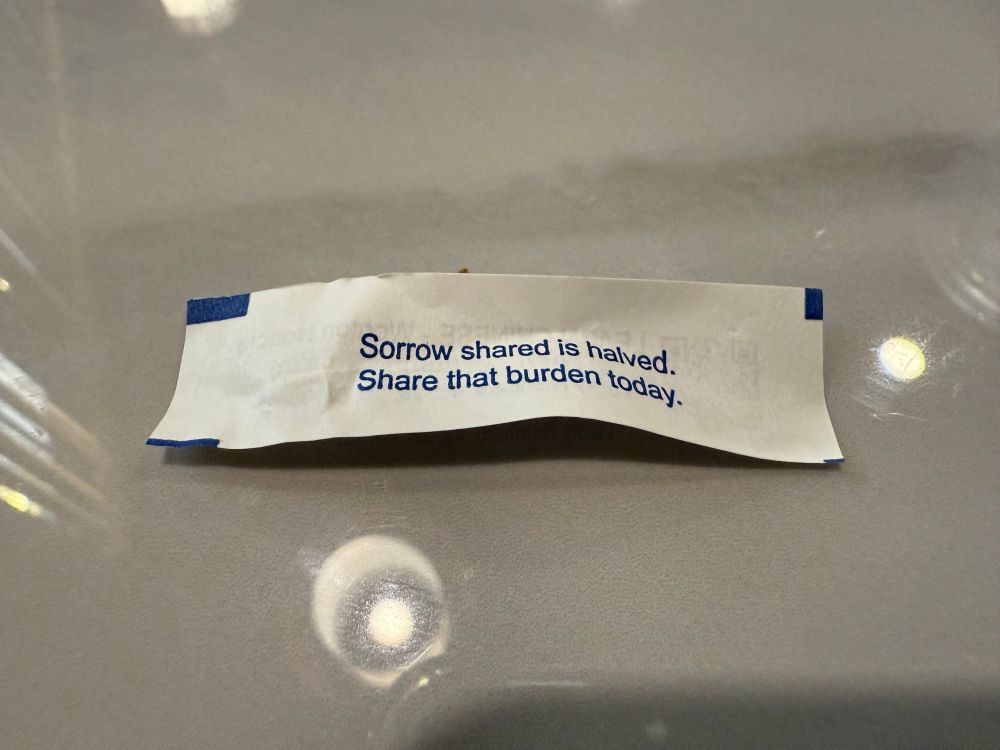 Sorrow shared is halved.
Share that burden today.